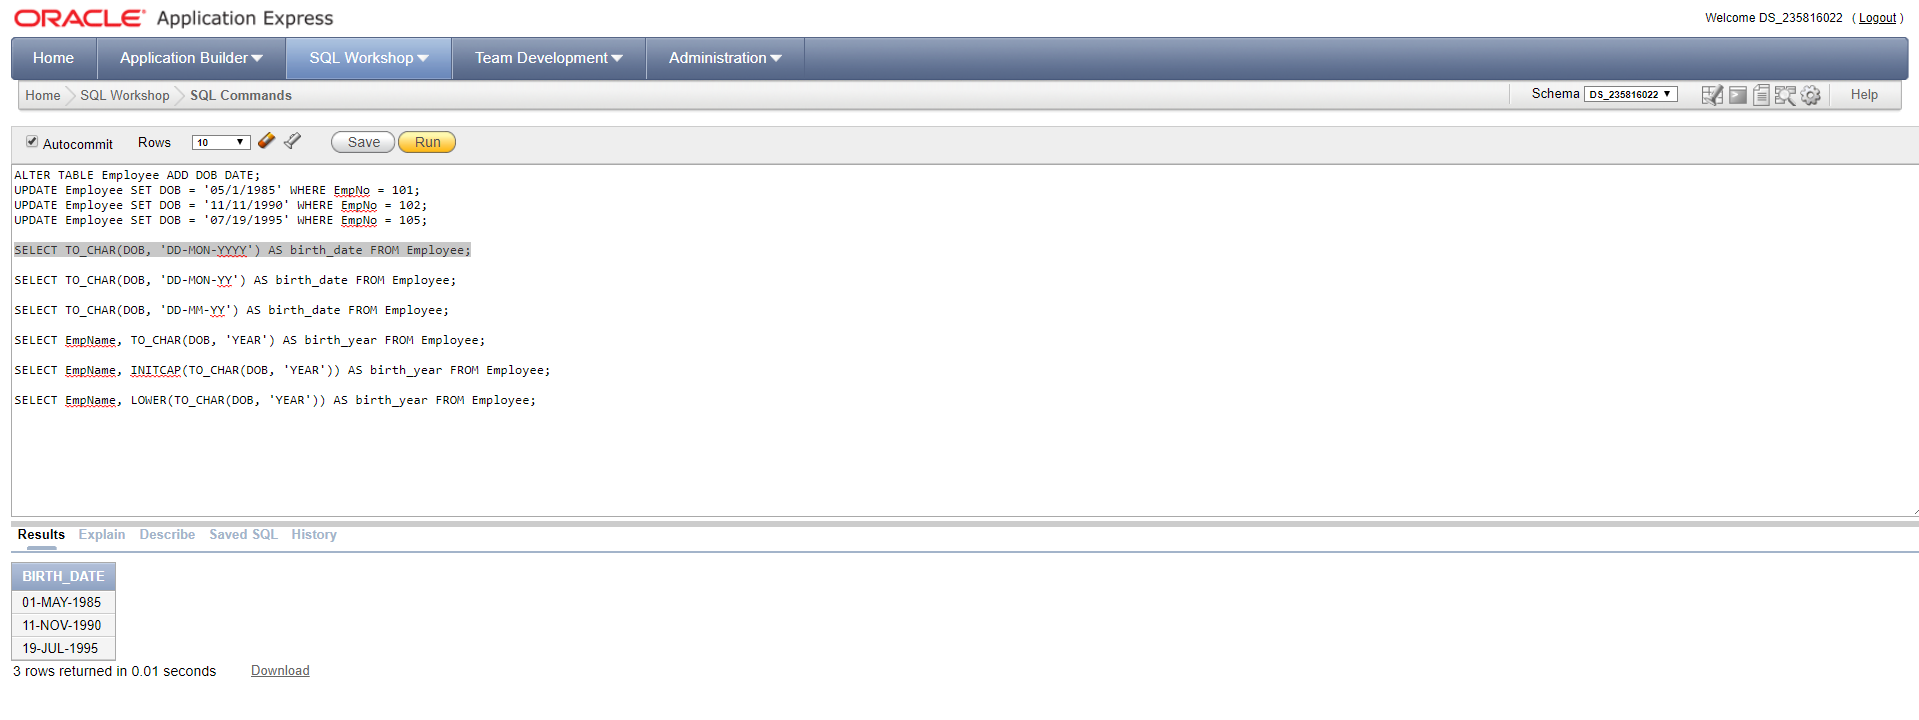 ORACLE Application Express
Welcome DS_235816022 ( Logout )
Home Application Builder SQL Workshop Team Development Administration
Home SQL Workshop SQL Commands Schema DS_235816022 Help
Autocommit Rows 10 Save Run
ALTER TABLE Employee ADD DOB DATE;
UPDATE Employee SET DOB = '05/1/1985' WHERE EmpNo = 101;
UPDATE Employee SET DOB = '11/11/1990' WHERE EmpNo = 102;
UPDATE Employee SET DOB = '07/19/1995' WHERE EmpNo = 105;
SELECT TO_CHAR(DOB, 'DD-MON-YYYY') AS birth_date FROM Employee;
SELECT TO_CHAR(DOB, 'DD-MON-YY') AS birth_date FROM Employee;
SELECT TO_CHAR(DOB, 'DD-MM-YY') AS birth_date FROM Employee;
SELECT EmpName, TO_CHAR(DOB, 'YEAR') AS birth_year FROM Employee;
SELECT EmpName, INITCAP(TO_CHAR(DOB, 'YEAR')) AS birth_year FROM Employee;
SELECT EmpName, LOWER(TO_CHAR(DOB, 'YEAR')) AS birth_year FROM Employee;
Results Explain Describe Saved SQL History
BIRTH_DATE
01-MAY-1985
11-NOV-1990
19-JUL-1995
3 rows returned in 0.01 seconds Download